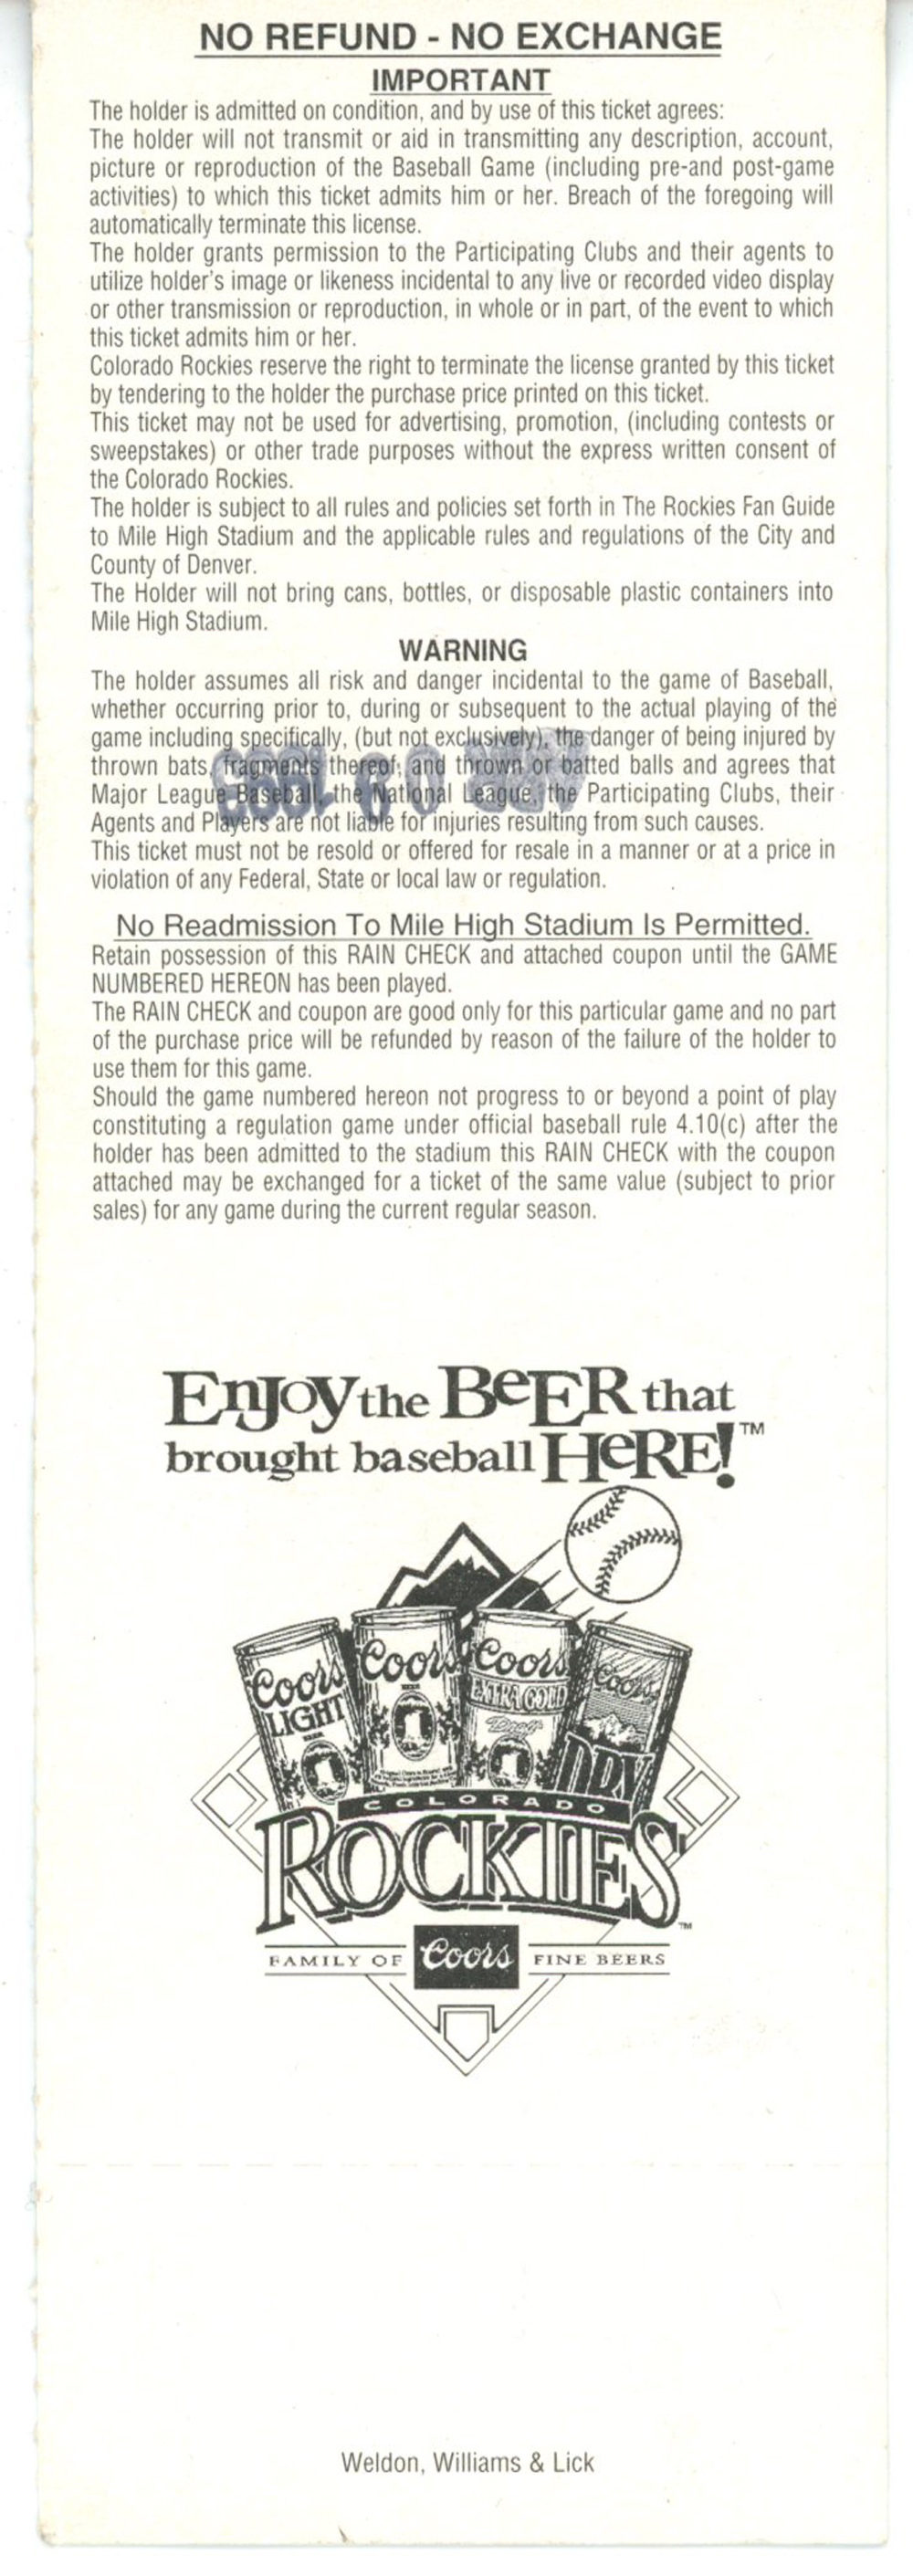 NO REFUND - NO EXCHANGE
IMPORTANT
The holder is admitted on condition, and by use of this ticket agrees:
The holder will not transmit or aid in transmitting any description, account,
picture or reproduction of the Baseball Game (including pre-and post-game
activities) to which this ticket admits him or her. Breach of the foregoing will
automatically terminate this license.
The holder grants permission to the Participating Clubs and their agents to
utilize holder's image or likeness incidental to any live or recorded video display
or other transmission or reproduction, in whole or in part, of the event to which
this ticket admits him or her.
Colorado Rockies reserve the right to terminate the license granted by this ticket
by tendering to the holder the purchase price printed on this ticket.
This ticket may not be used for advertising, promotion, (including contests or
sweepstakes) or other trade purposes without the express written consent of
the Colorado Rockies.
The holder is subject to all rules and policies set forth in The Rockies Fan Guide
to Mile High Stadium and the applicable rules and regulations of the City and
County of Denver.
The Holder will not bring cans, bottles, or disposable plastic containers into
Mile High Stadium.
WARNING
The holder assumes all risk and danger incidental to the game of Baseball,
whether occurring prior to, during or subsequent to the actual playing of the
game including specifically, (but not exclusively), the danger of being injured by
thrown bats, fragments thereof, and thrown or batted balls and agrees that
Major League Baseball, the National League, the Participating Clubs, their
Agents and Players are not liable for injuries resulting from such causes.
This ticket must not be resold or offered for resale in a manner or at a price in
violation of any Federal, State or local law or regulation.
No Readmission To Mile High Stadium Is Permitted.
Retain possession of this RAIN CHECK and attached coupon until the GAME
NUMBERED HEREON has been played.
The RAIN CHECK and coupon are good only for this particular game and no part
of the purchase price will be refunded by reason of the failure of the holder to
use them for this game.
Should the game numbered hereon not progress to or beyond a point of play
constituting a regulation game under official baseball rule 4.10(c) after the
holder has been admitted to the stadium this RAIN CHECK with the coupon
attached may be exchanged for a ticket of the same value (subject to prior
sales) for any game during the current regular season.
Enjoy the BeER that
brought baseball HeRE!™
Coors LIGHT
Coors
Coors EXTRA GOLD Draft
Coors DRY
COLORADO
ROCKIES™
FAMILY OF Coors FINE BEERS
Weldon, Williams & Lick